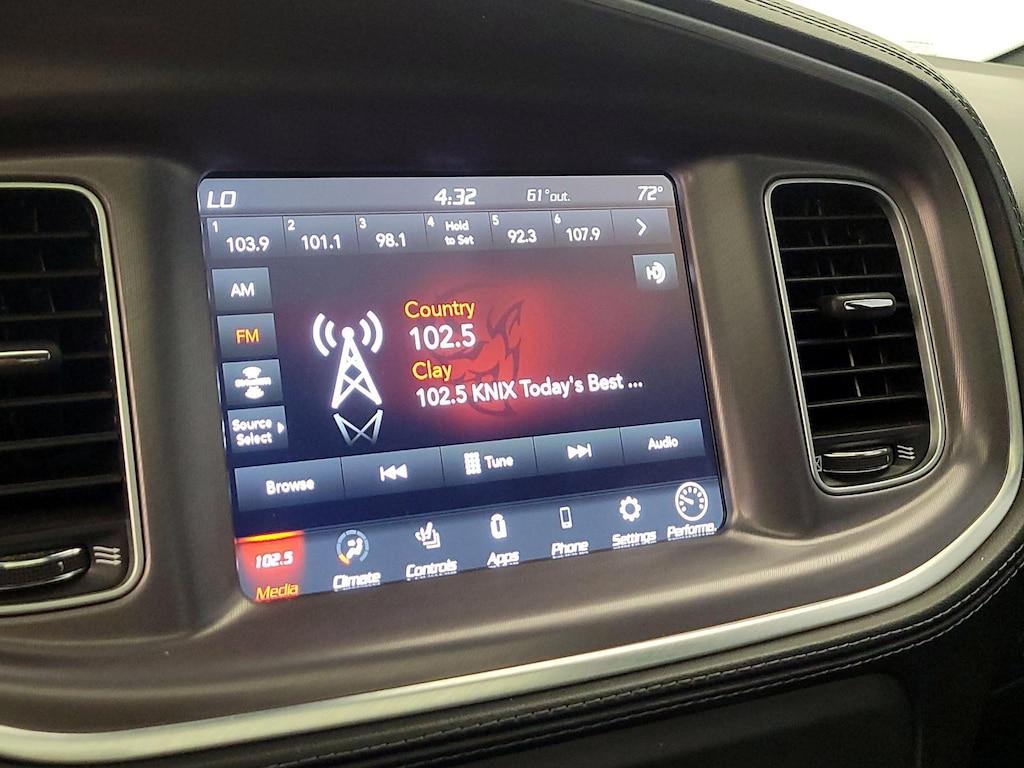 LO 4:32 61° out. 72°
1 103.9 2 101.1 3 98.1 4 Hold to Set 5 92.3 6 107.9
HD
AM
FM
Source Select
Country
102.5
Clay
102.5 KNIX Today's Best ...
Browse Tune Audio
102.5
Media Climate Controls Apps Phone Settings Performa.